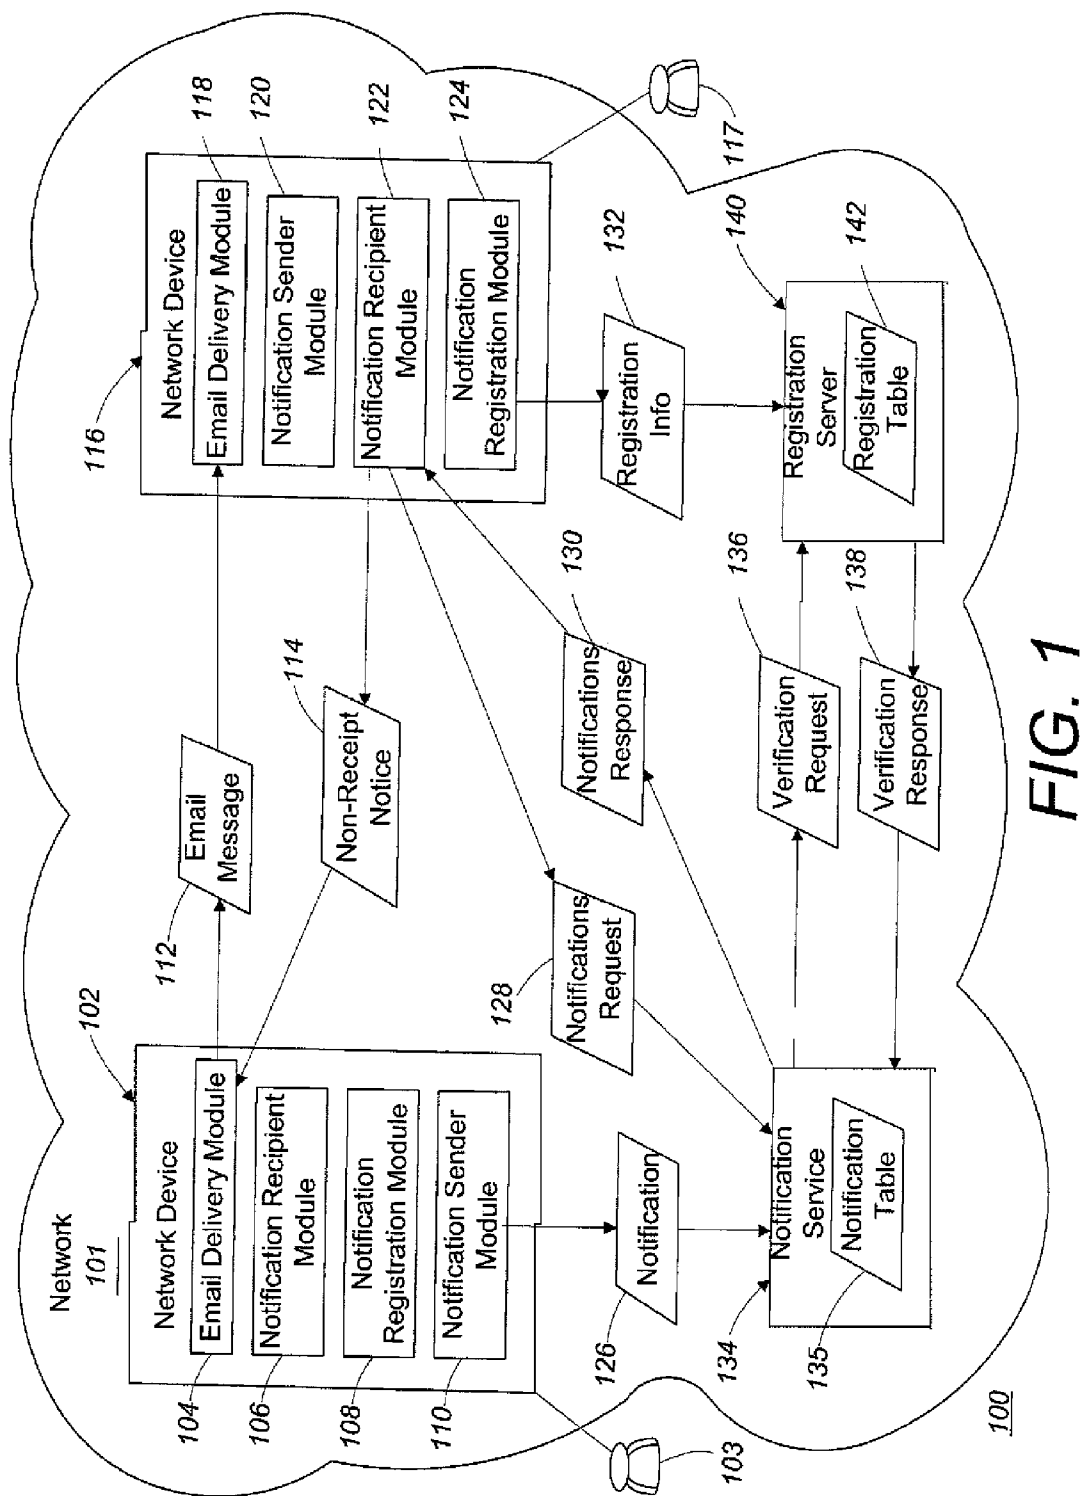 Network
101
102
Network Device
104
Email Delivery Module
106
Notification Recipient
Module
108
Notification
Registration Module
110
Notification Sender
Module
103
112
Email
Message
114
Non-Receipt
Notice
116
Network Device
Email Delivery Module
118
Notification Sender
Module
120
Notification Recipient
Module
122
Notification
Registration Module
124
117
126
Notification
128
Notifications
Request
130
Notifications
Response
132
Registration
Info
134
Notification
Service
135
Notification
Table
136
Verification
Request
138
Verification
Response
140
Registration
Server
142
Registration
Table
100
FIG. 1